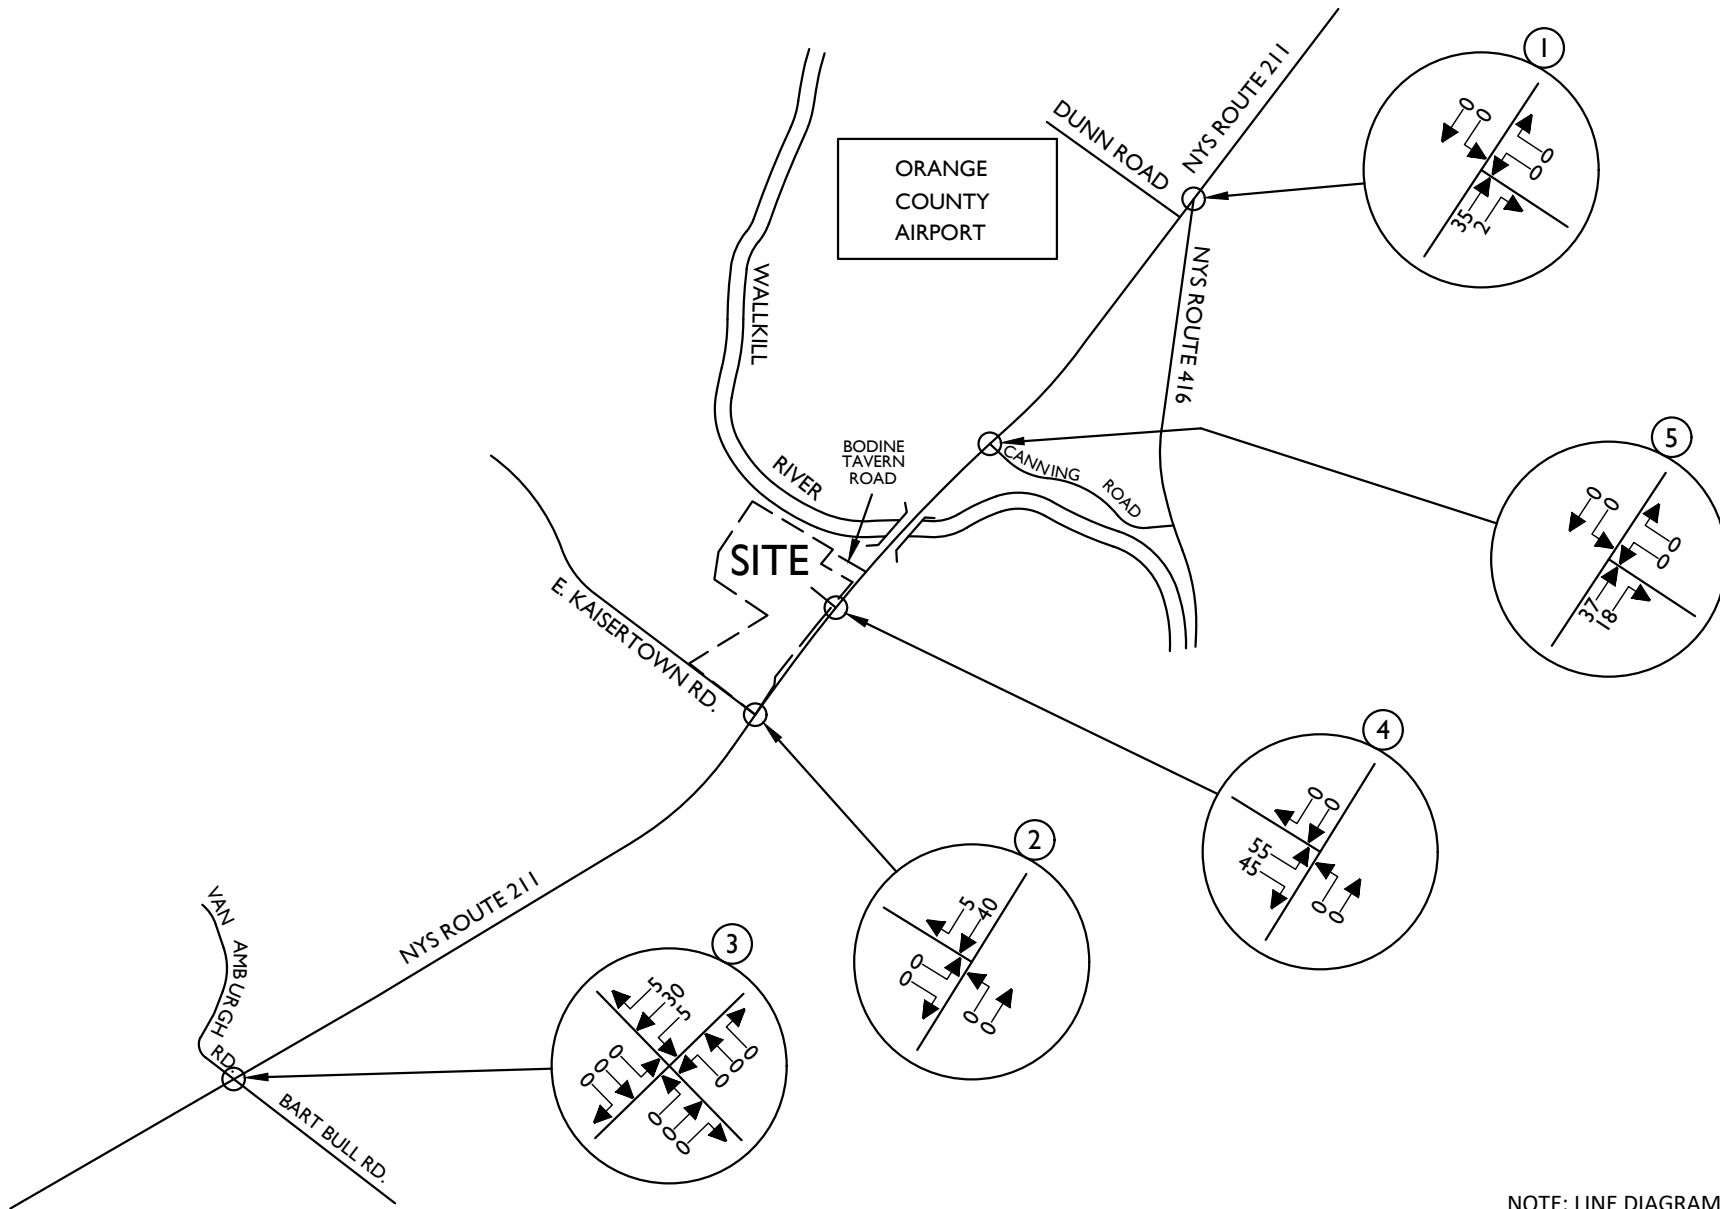 NYS ROUTE 211
DUNN ROAD
ORANGE
COUNTY
AIRPORT
1
0
0
0
0
35
2
WALLKILL
RIVER
NYS ROUTE 416
BODINE
TAVERN
ROAD
CANNING ROAD
5
0
0
0
0
37
18
SITE
E. KAISERTOWN RD.
4
0
0
55
45
0
0
2
5
40
0
0
0
0
NYS ROUTE 211
VAN AMBURGH RD.
BART BULL RD.
3
5
30
5
0
0
0
0
0
0
0
0
0
NOTE: LINE DIAGRAM